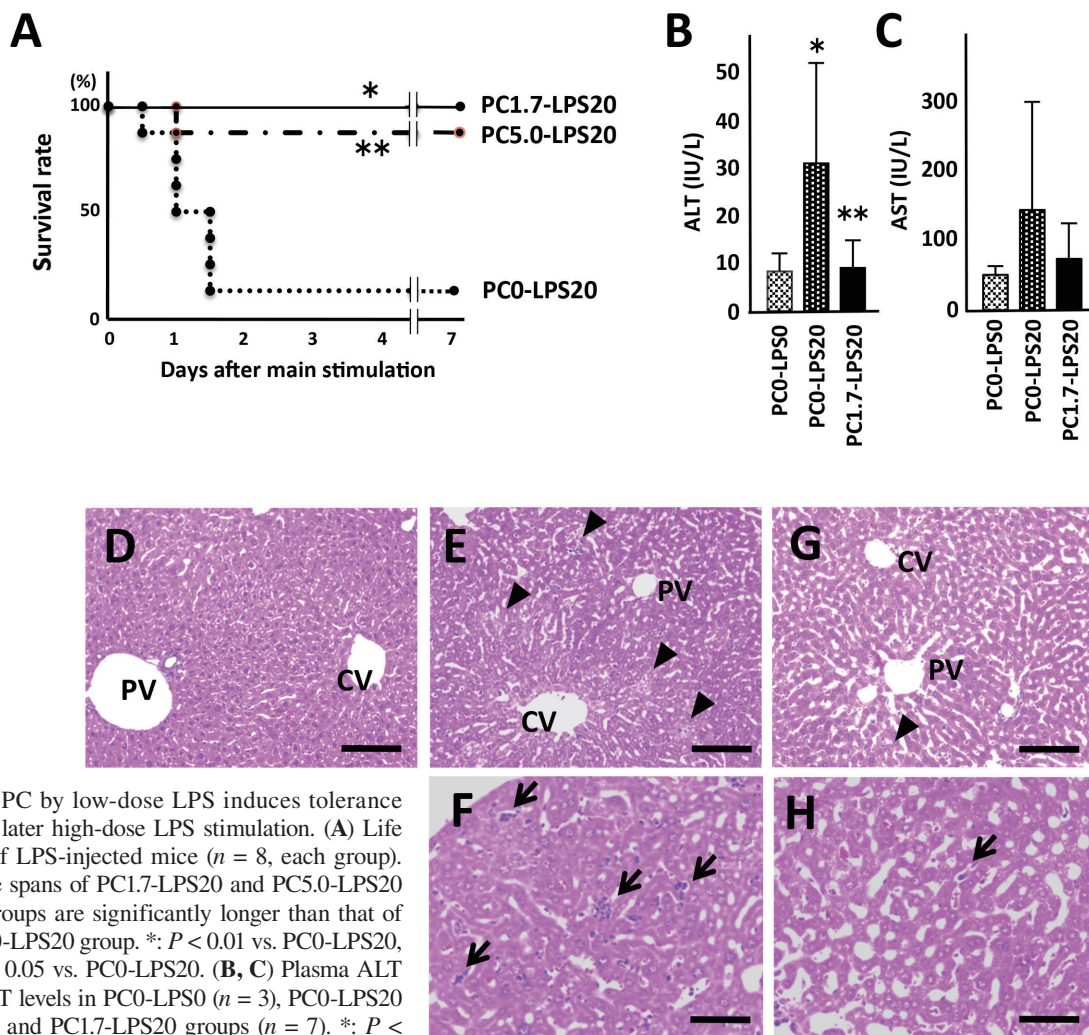 A
(%)
100
50
0
Survival rate
0 1 2 3 4 7
Days after main stimulation
*
**
PC1.7-LPS20
PC5.0-LPS20
PC0-LPS20
B
ALT (IU/L)
50
40
30
20
10
0
*
**
PC0-LPS0
PC0-LPS20
PC1.7-LPS20
C
AST (IU/L)
300
200
100
0
PC0-LPS0
PC0-LPS20
PC1.7-LPS20
D
PV
CV
E
PV
CV
G
CV
PV
F
H
PC by low-dose LPS induces tolerance
later high-dose LPS stimulation. (A) Life
f LPS-injected mice (n = 8, each group).
e spans of PC1.7-LPS20 and PC5.0-LPS20
roups are significantly longer than that of
0-LPS20 group. *: P < 0.01 vs. PC0-LPS20,
0.05 vs. PC0-LPS20. (B, C) Plasma ALT
T levels in PC0-LPS0 (n = 3), PC0-LPS20
and PC1.7-LPS20 groups (n = 7). *: P <